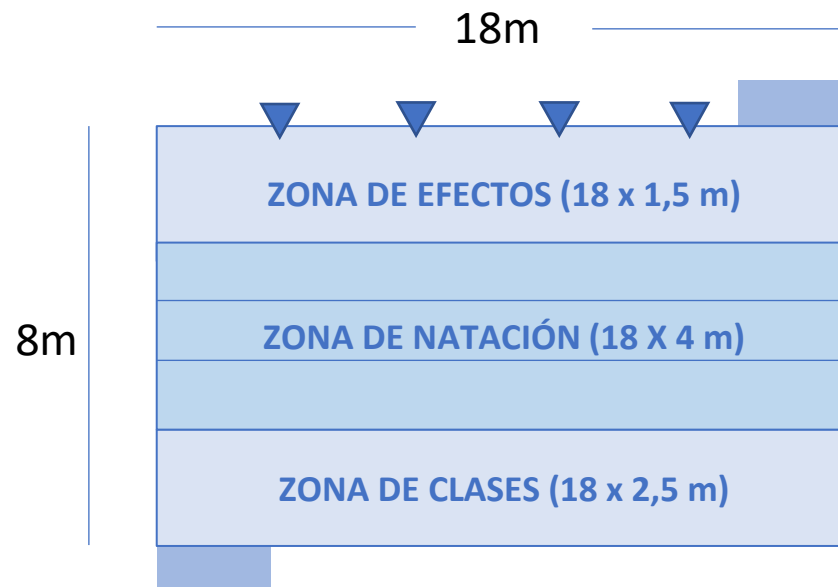 18m
ZONA DE EFECTOS (18 x 1,5 m)
8m
ZONA DE NATACIÓN (18 X 4 m)
ZONA DE CLASES (18 x 2,5 m)